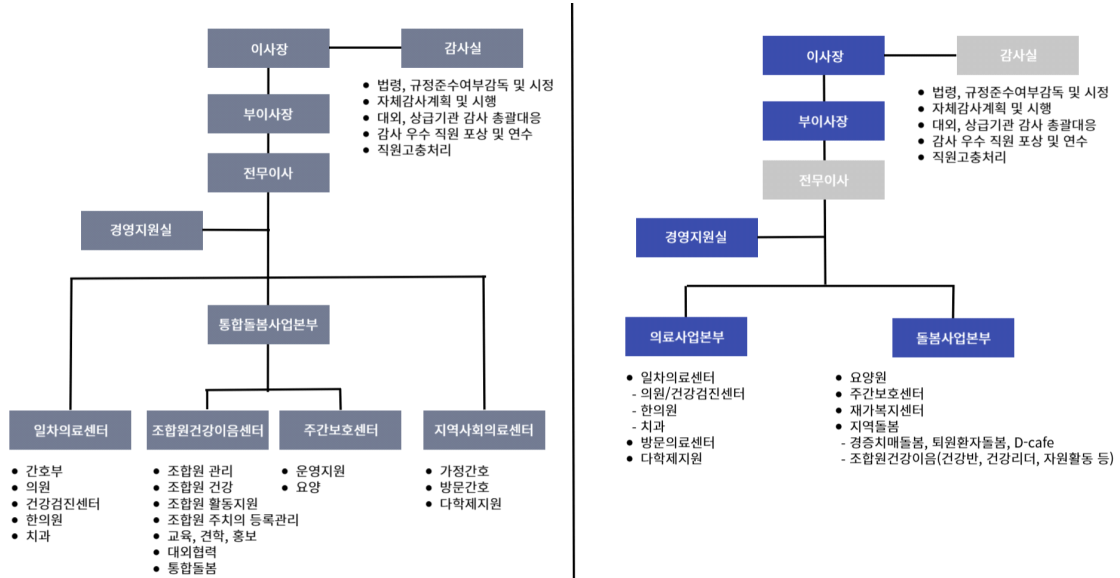 이사장
감사실
● 법령, 규정준수여부감독 및 시정
● 자체감사계획 및 시행
● 대외, 상급기관 감사 총괄대응
● 감사 우수 직원 포상 및 연수
● 직원고충처리
부이사장
전무이사
경영지원실
통합돌봄사업본부
일차의료센터
● 간호부
● 의원
● 건강검진센터
● 한의원
● 치과
조합원건강이음센터
● 조합원 관리
● 조합원 건강
● 조합원 활동지원
● 조합원 주치의 등록관리
● 교육, 견학, 홍보
● 대외협력
● 통합돌봄
주간보호센터
● 운영지원
● 요양
지역사회의료센터
● 가정간호
● 방문간호
● 다학제지원
이사장
감사실
● 법령, 규정준수여부감독 및 시정
● 자체감사계획 및 시행
● 대외, 상급기관 감사 총괄대응
● 감사 우수 직원 포상 및 연수
● 직원고충처리
부이사장
전무이사
경영지원실
의료사업본부
● 일차의료센터
- 의원/건강검진센터
- 한의원
- 치과
● 방문의료센터
● 다학제지원
돌봄사업본부
● 요양원
● 주간보호센터
● 재가복지센터
● 지역돌봄
- 경증치매돌봄, 퇴원환자돌봄, D-cafe
- 조합원건강이음(건강반, 건강리더, 자원활동 등)